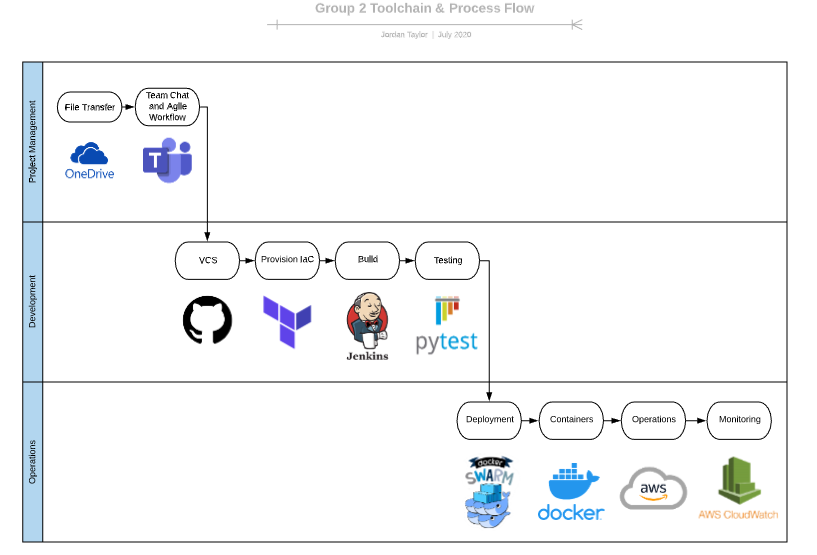 Group 2 Toolchain & Process Flow
Jordan Taylor | July 2020
Project Management
File Transfer
Team Chat
and Agile
Workflow
OneDrive
T
Development
VCS
Provision IaC
Build
Testing
Jenkins
pytest
Operations
Deployment
Containers
Operations
Monitoring
docker
SWARM
docker
aws
AWS CloudWatch